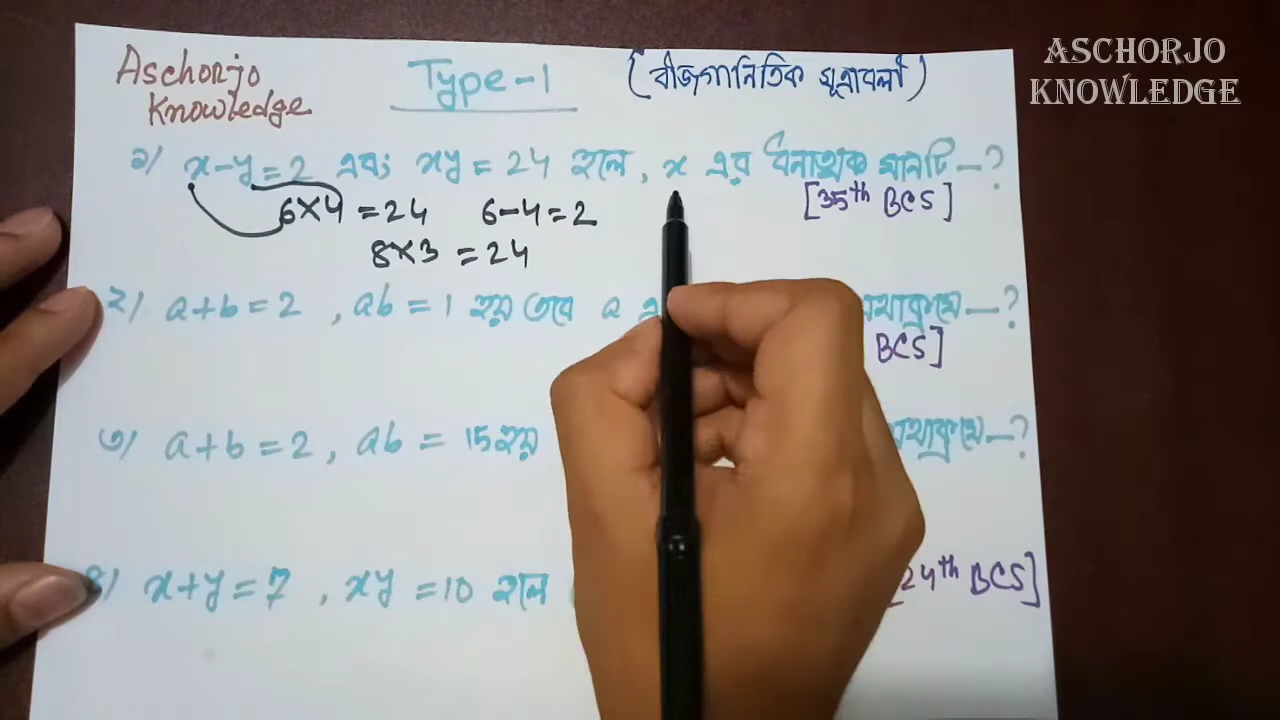 Aschorjo
Knowledge
Type-1
(বীজগানিতিক সূত্রাবলী)
ASCHORJO
KNOWLEDGE
১/ x-y=2 এবং xy=24 হলে, x এর ধনাত্মক মানটি—?
[35th BCS]
6×4=24 6-4=2
8×3=24
২/ a+b=2, ab=1 হয় তবে a যথাক্রমে—?
BCS]
৩/ a+b=2, ab=15 হয় যথাক্রমে—?
৪/ x+y=7, xy=10 হলে
[24th BCS]